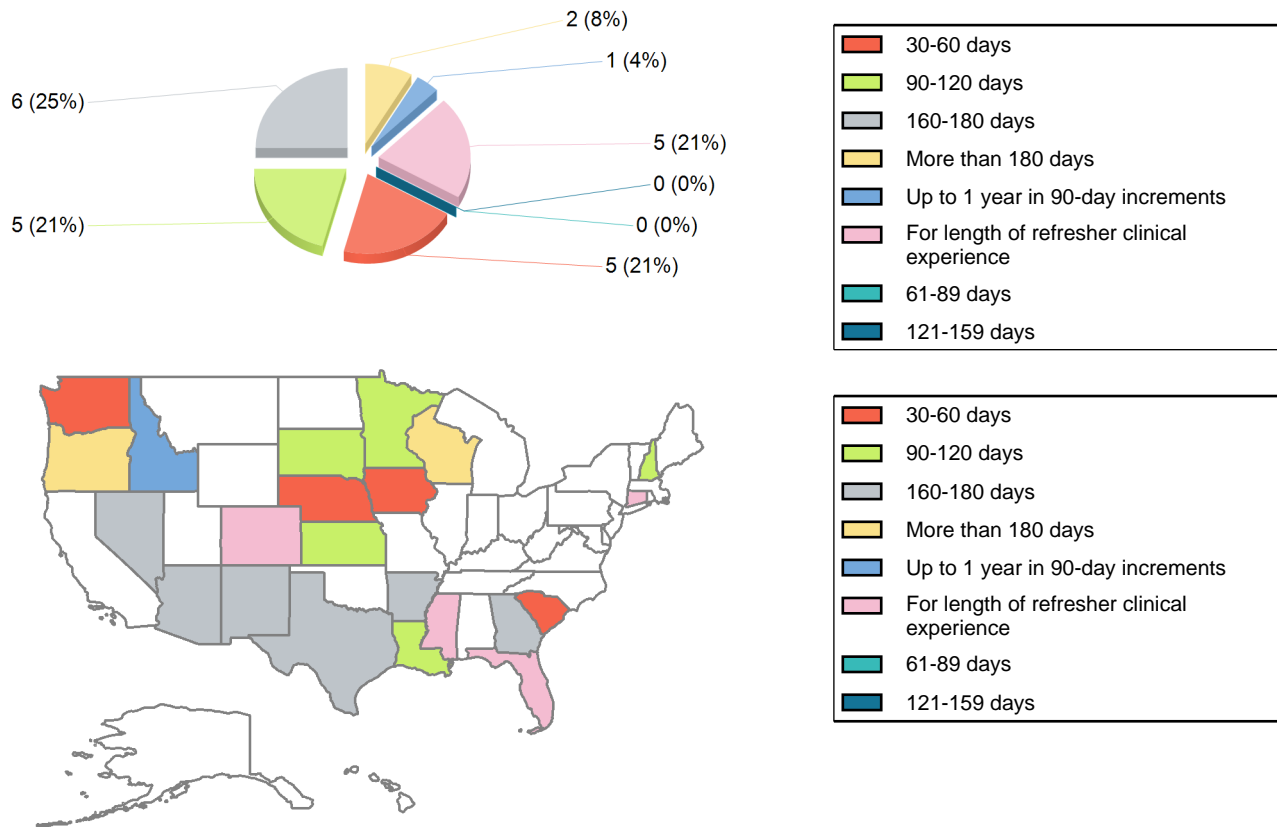 2 (8%)
1 (4%)
6 (25%)
5 (21%)
0 (0%)
5 (21%)
0 (0%)
5 (21%)
30-60 days
90-120 days
160-180 days
More than 180 days
Up to 1 year in 90-day increments
For length of refresher clinical
experience
61-89 days
121-159 days
30-60 days
90-120 days
160-180 days
More than 180 days
Up to 1 year in 90-day increments
For length of refresher clinical
experience
61-89 days
121-159 days